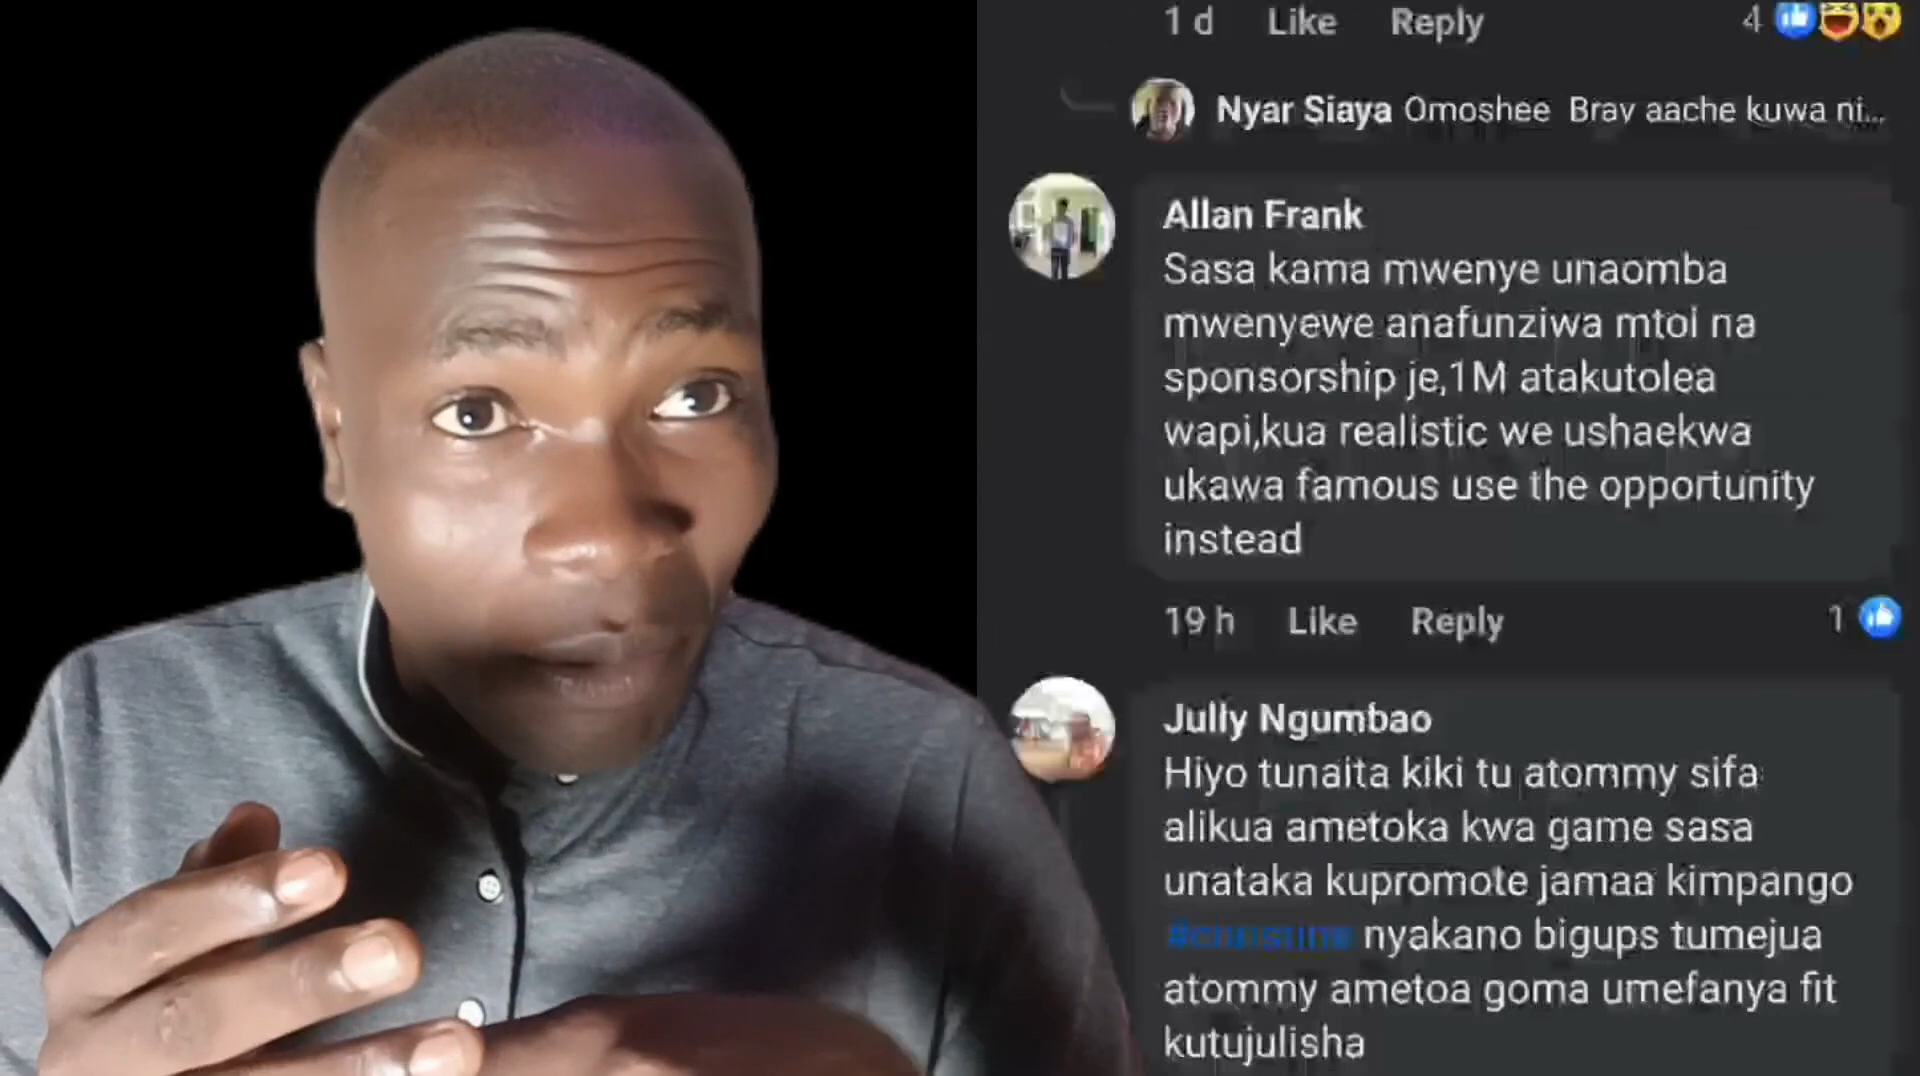 1 d Like Reply 4
Nyar Siaya Omoshee Brav aache kuwa ni...
Allan Frank
Sasa kama mwenye unaomba
mwenyewe anafunziwa mtoi na
sponsorship je,1M atakutolea
wapi,kua realistic we ushaekwa
ukawa famous use the opportunity
instead
19 h Like Reply 1
Jully Ngumbao
Hiyo tunaita kiki tu atommy sifa
alikua ametoka kwa game sasa
unataka kupromote jamaa kimpango
nyakano bigups tumejua
atommy ametoa goma umefanya fit
kutujulisha